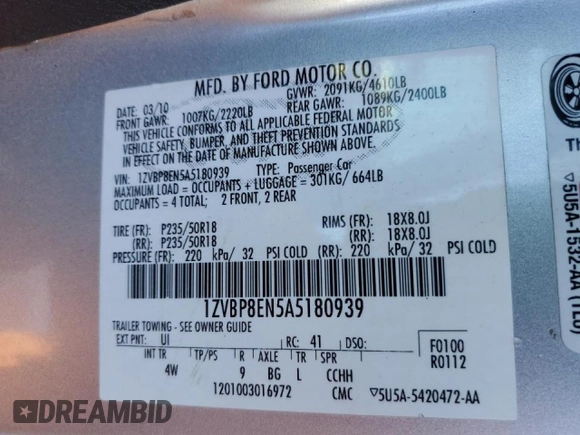 MFD. BY FORD MOTOR CO.
DATE: 03/10 GVWR: 2091KG/4610LB
FRONT GAWR: 1007KG/2220LB REAR GAWR: 1089KG/2400LB
THIS VEHICLE CONFORMS TO ALL APPLICABLE FEDERAL MOTOR
VEHICLE SAFETY, BUMPER, AND THEFT PREVENTION STANDARDS
IN EFFECT ON THE DATE OF MANUFACTURE SHOWN ABOVE.
VIN: 1ZVBP8EN5A5180939 TYPE: Passenger Car
MAXIMUM LOAD = OCCUPANTS + LUGGAGE = 301KG/ 664LB
OCCUPANTS = 4 TOTAL; 2 FRONT, 2 REAR
TIRE (FR): P235/50R18 RIMS (FR): 18X8.0J
(RR): P235/50R18 (RR): 18X8.0J
PRESSURE (FR): 220 kPa/ 32 PSI COLD (RR): 220 kPa/ 32 PSI COLD
1ZVBP8EN5A5180939
TRAILER TOWING - SEE OWNER GUIDE
EXT PNT: UI RC: 41 DSO: F0100
R0112
INT TR TP/PS R AXLE TR SPR
4W 9 BG L CCHH
1201003016972 CMC ▽5U5A-5420472-AA
Th
▽5U5A-1532-AA (TLU)
DREAMBID